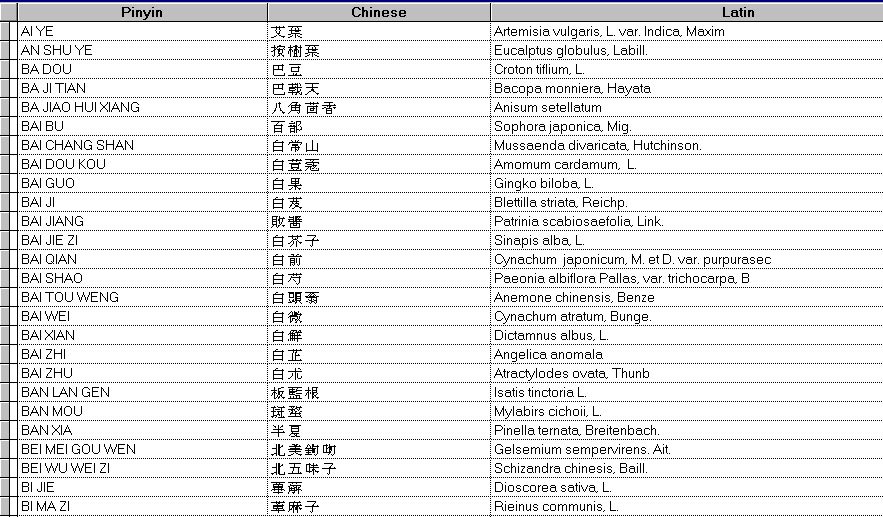 Pinyin Chinese Latin
AI YE 艾葉 Artemisia vulgaris, L. var. Indica, Maxim
AN SHU YE 按樹葉 Eucalptus globulus, Labill.
BA DOU 巴豆 Croton tiflium, L.
BA JI TIAN 巴戟天 Bacopa monniera, Hayata
BA JIAO HUI XIANG 八角茴香 Anisum setellatum
BAI BU 百部 Sophora japonica, Mig.
BAI CHANG SHAN 白常山 Mussaenda divaricata, Hutchinson.
BAI DOU KOU 白荳蔻 Amomum cardamum, L.
BAI GUO 白果 Gingko biloba, L.
BAI JI 白芨 Blettilla striata, Reichp.
BAI JIANG 敗醬 Patrinia scabiosaefolia, Link.
BAI JIE ZI 白芥子 Sinapis alba, L.
BAI QIAN 白前 Cynachum japonicum, M. et D. var. purpurasec
BAI SHAO 白芍 Paeonia albiflora Pallas, var. trichocarpa, B
BAI TOU WENG 白頭翁 Anemone chinensis, Benze
BAI WEI 白微 Cynachum atratum, Bunge.
BAI XIAN 白鮮 Dictamnus albus, L.
BAI ZHI 白芷 Angelica anomala
BAI ZHU 白朮 Atractylodes ovata, Thunb
BAN LAN GEN 板藍根 Isatis tinctoria L.
BAN MOU 斑蝥 Mylabirs cichoii, L.
BAN XIA 半夏 Pinella ternata, Breitenbach.
BEI MEI GOU WEN 北美鉤吻 Gelsemium sempervirens. Ait.
BEI WU WEI ZI 北五味子 Schizandra chinesis, Baill.
BI JIE 萆薢 Dioscorea sativa, L.
BI MA ZI 萆麻子 Rieinus communis, L.